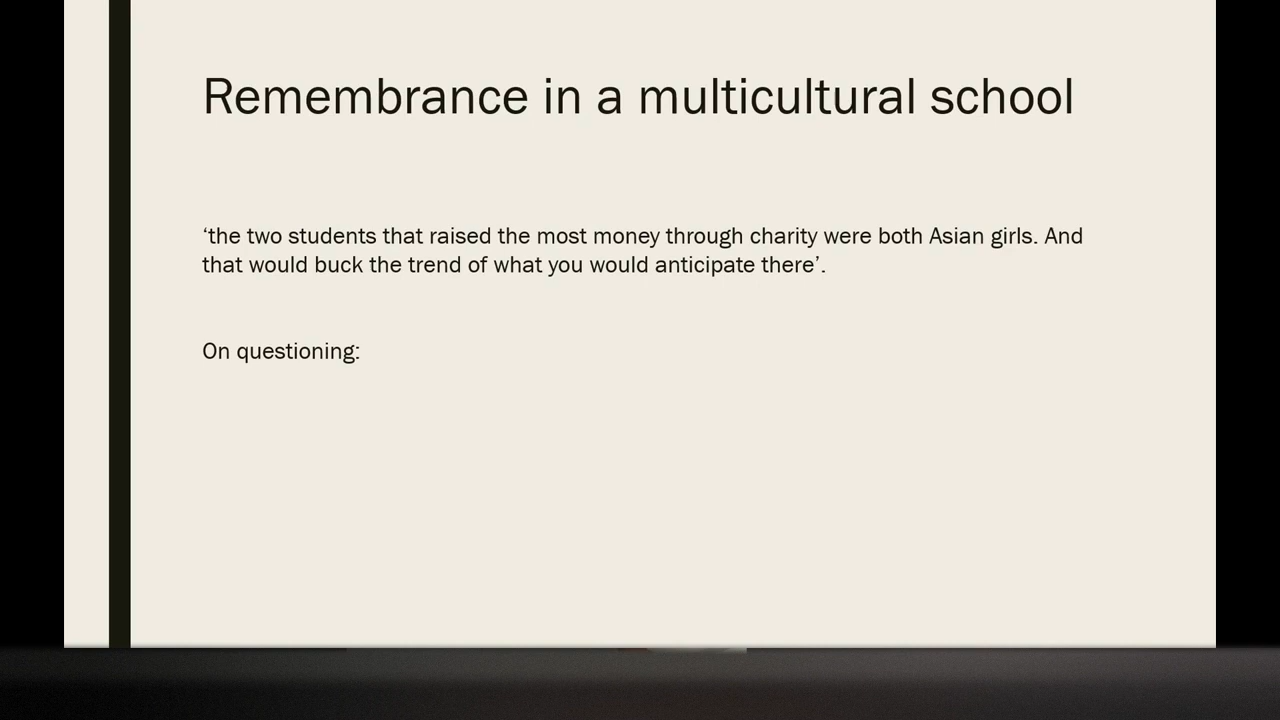 Remembrance in a multicultural school
‘the two students that raised the most money through charity were both Asian girls. And
that would buck the trend of what you would anticipate there’.
On questioning: